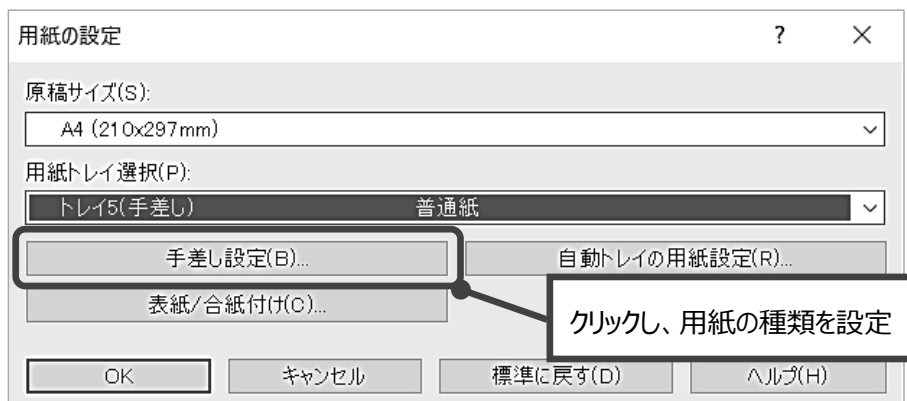 用紙の設定 ? ×
原稿サイズ(S):
A4 (210x297mm)
用紙トレイ選択(P):
トレイ5(手差し) 普通紙
手差し設定(B)... 自動トレイの用紙設定(R)...
表紙/合紙付け(C)...
クリックし、用紙の種類を設定
OK キャンセル 標準に戻す(D) ヘルプ(H)